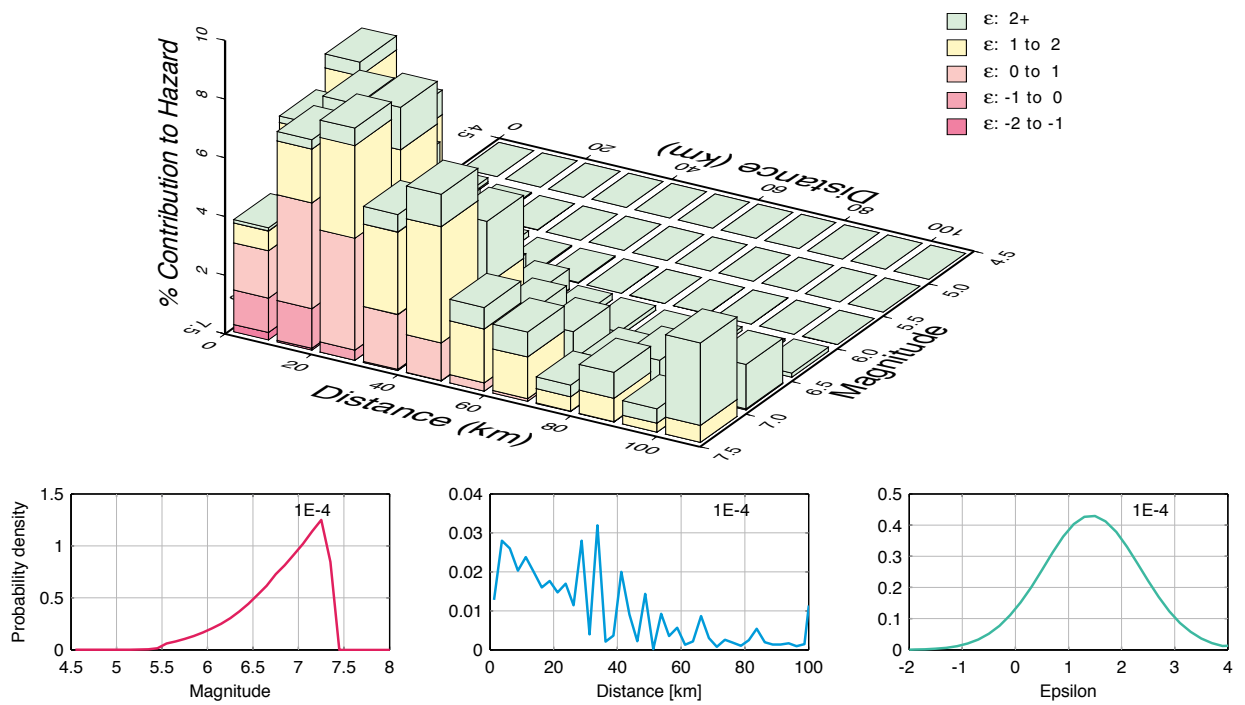 % Contribution to Hazard
10
8
6
4
2
7.5
0
20
40
60
80
100
Distance (km)
4.5
0
20
40
60
80
100
Distance (km)
4.5
5.0
5.5
6.0
6.5
7.0
7.5
Magnitude
ε: 2+
ε: 1 to 2
ε: 0 to 1
ε: -1 to 0
ε: -2 to -1
Probability density
1.5
1
0.5
0
1E-4
4.5 5 5.5 6 6.5 7 7.5 8
Magnitude
0.04
0.03
0.02
0.01
0
1E-4
0 20 40 60 80 100
Distance [km]
0.5
0.4
0.3
0.2
0.1
0
1E-4
-2 -1 0 1 2 3 4
Epsilon